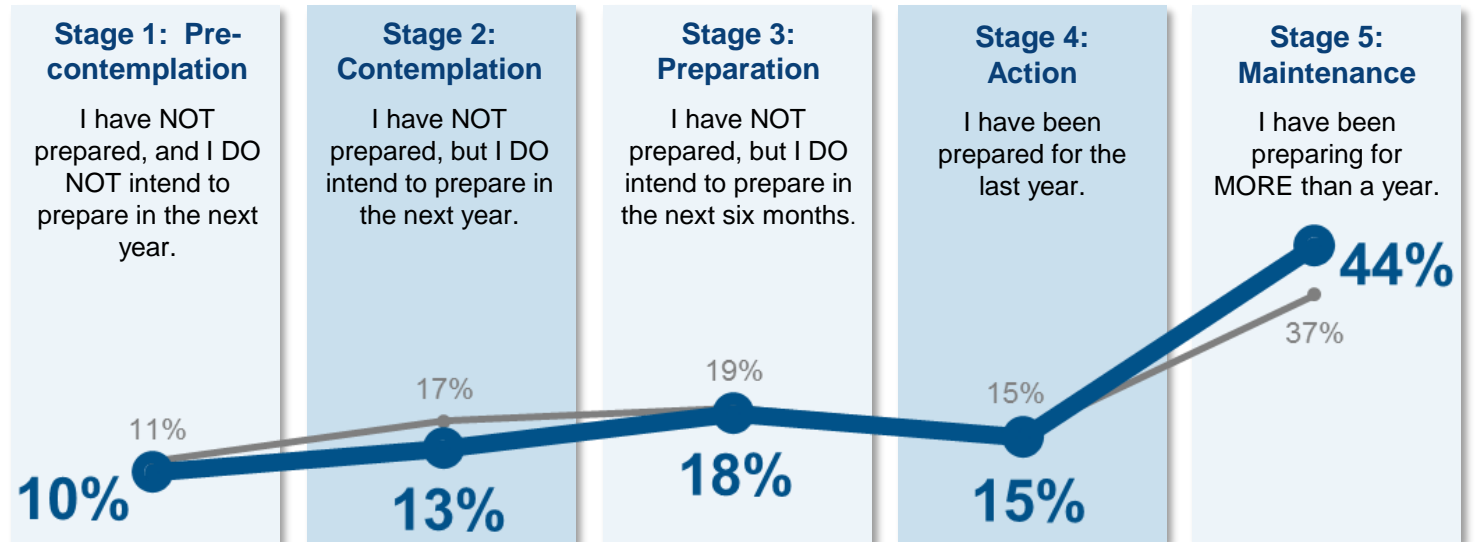 Stage 1:  Pre-
contemplation
I have NOT
prepared, and I DO
NOT intend to
prepare in the next
year.
11%
10%
Stage 2:
Contemplation
I have NOT
prepared, but I DO
intend to prepare in
the next year.
17%
13%
Stage 3:
Preparation
I have NOT
prepared, but I DO
intend to prepare in
the next six months.
19%
18%
Stage 4:
Action
I have been
prepared for the
last year.
15%
15%
Stage 5:
Maintenance
I have been
preparing for
MORE than a year.
44%
37%